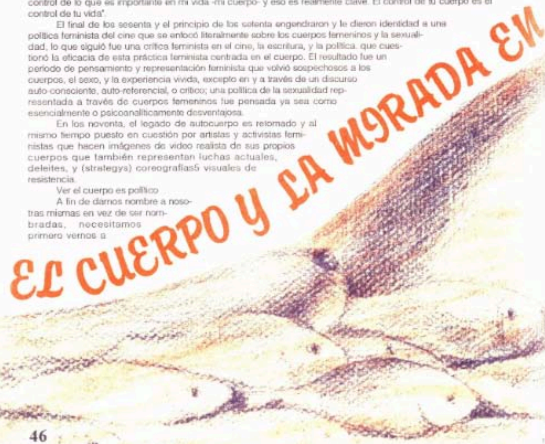 control de lo que es importante en mi vida -mi cuerpo- y eso es realmente clave. El control de tu cuerpo es el
control de tu vida".
El final de los sesenta y el principio de los setenta engendraron y le dieron identidad a una
política feminista del cine que se enfocó literalmente sobre los cuerpos femeninos y la sexuali-
dad, lo que siguió fue una crítica feminista en el cine, la escritura, y la política. que cues-
tionó la eficacia de esta práctica feminista centrada en el cuerpo. El resultado fue un
período de pensamiento y representación feminista que volvió sospechosos a los
cuerpos, el sexo, y la experiencia vivida, excepto en y a través de un discurso
auto-consciente, auto-referencial, o crítico; una política de la sexualidad rep-
resentada a través de cuerpos femeninos fue pensada ya sea como
esencialmente o psicoanalíticamente desventajosa.
En los noventa, el legado de autocuerpo es retomado y al
mismo tiempo puesto en cuestión por artistas y activistas femi-
nistas que hacen imágenes de video realista de sus propios
cuerpos que también representan luchas actuales,
deleites, y (strategys) coreografías5 visuales de
resistencia.
Ver el cuerpo es político
A fin de darnos nombre a noso-
tras mismas en vez de ser nom-
bradas, necesitamos
primero vernos a
EL CUERPO Y LA MIRADA EN
46